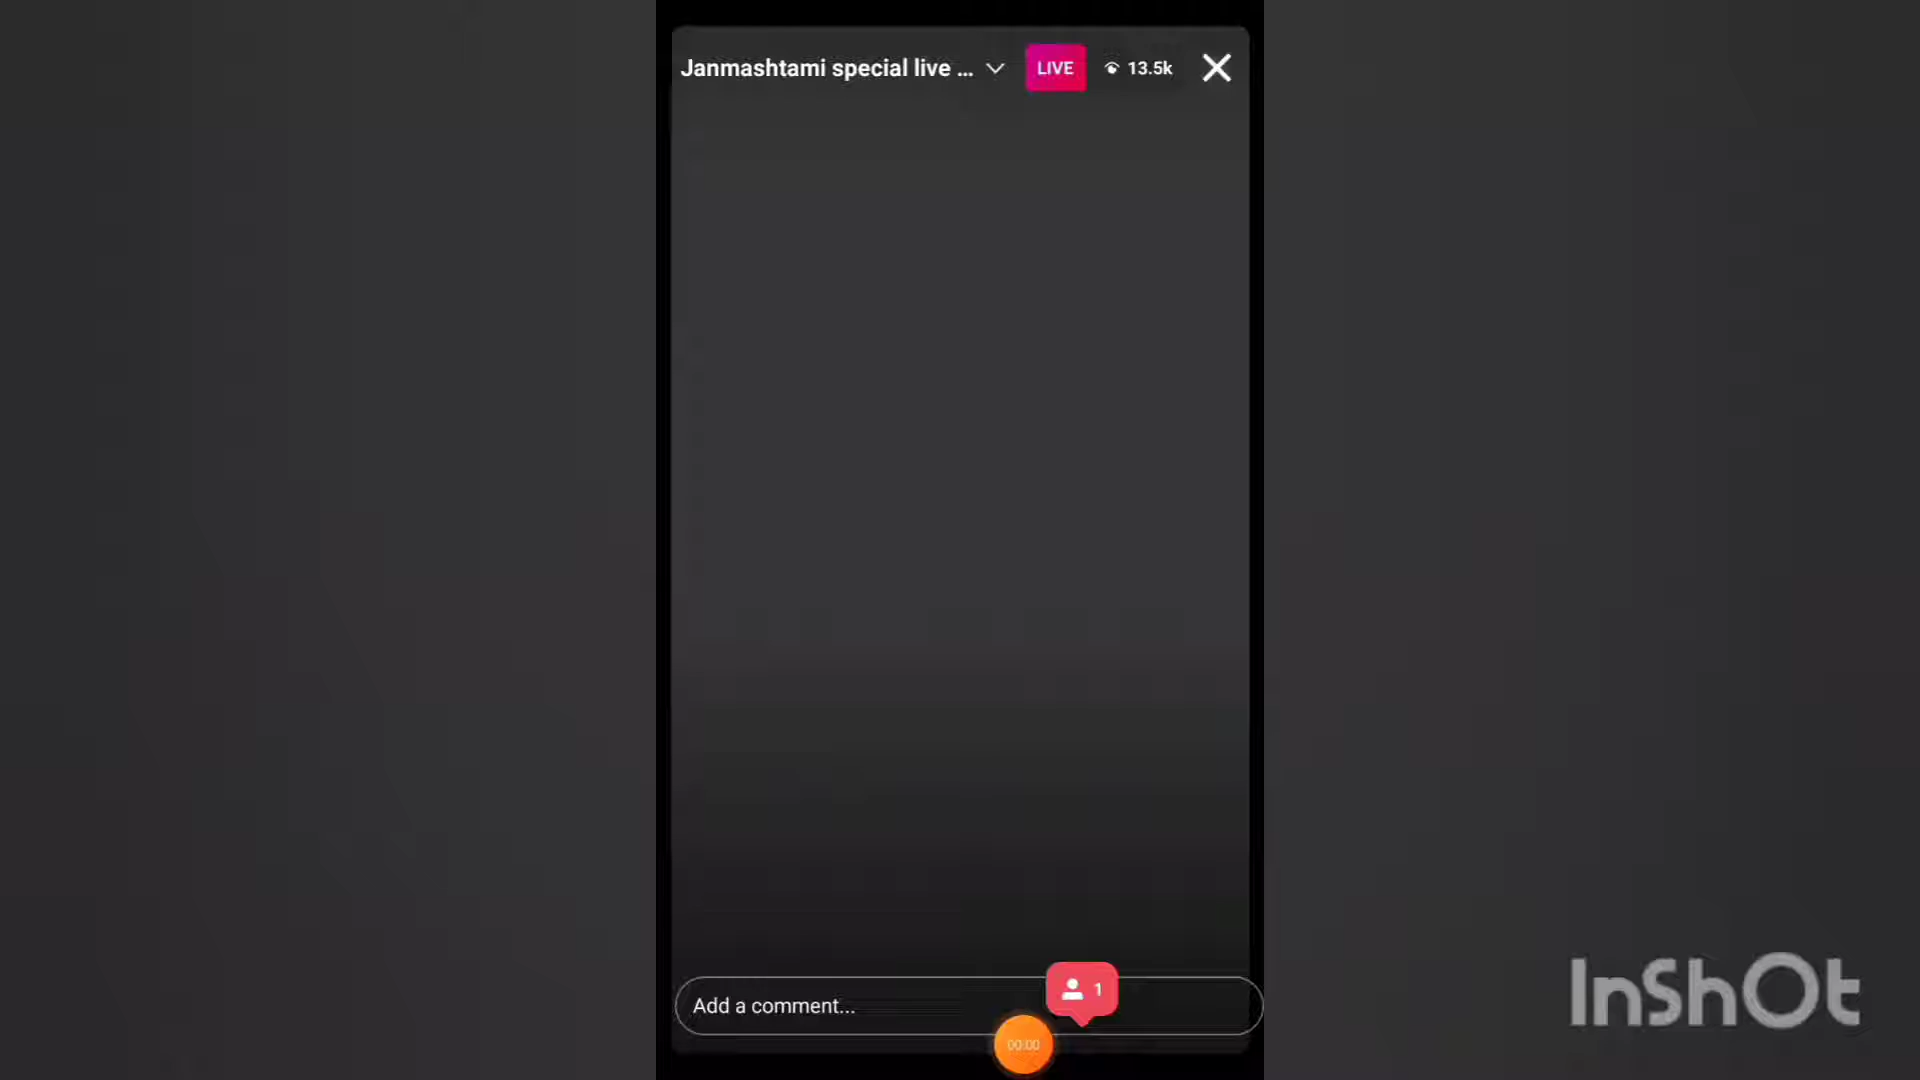 Janmashtami special live ...
LIVE
13.5k
1
Add a comment...
00:00
InShOt